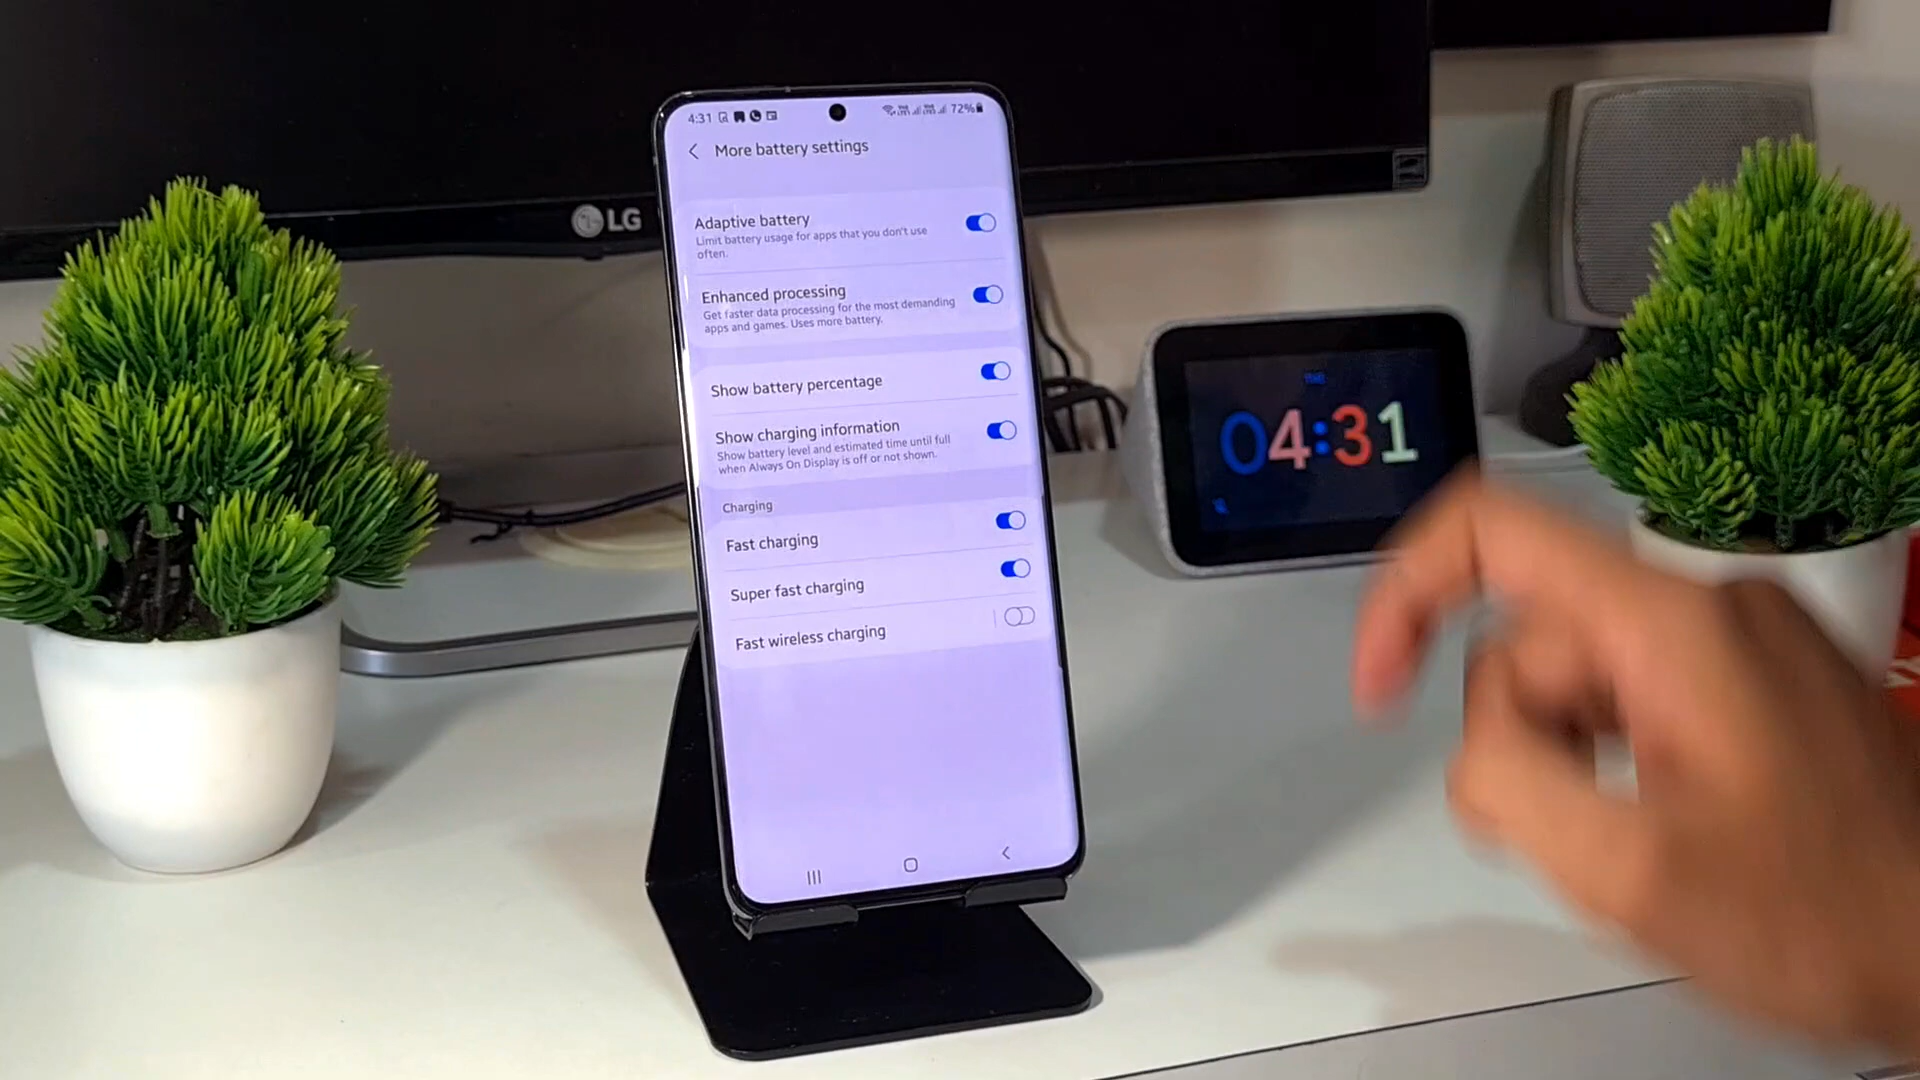 LG
4:31
72%
More battery settings
Adaptive battery
Limit battery usage for apps that you don't use
often.
Enhanced processing
Get faster data processing for the most demanding
apps and games. Uses more battery.
Show battery percentage
Show charging information
Show battery level and estimated time until full
when Always On Display is off or not shown.
Charging
Fast charging
Super fast charging
Fast wireless charging
04:31